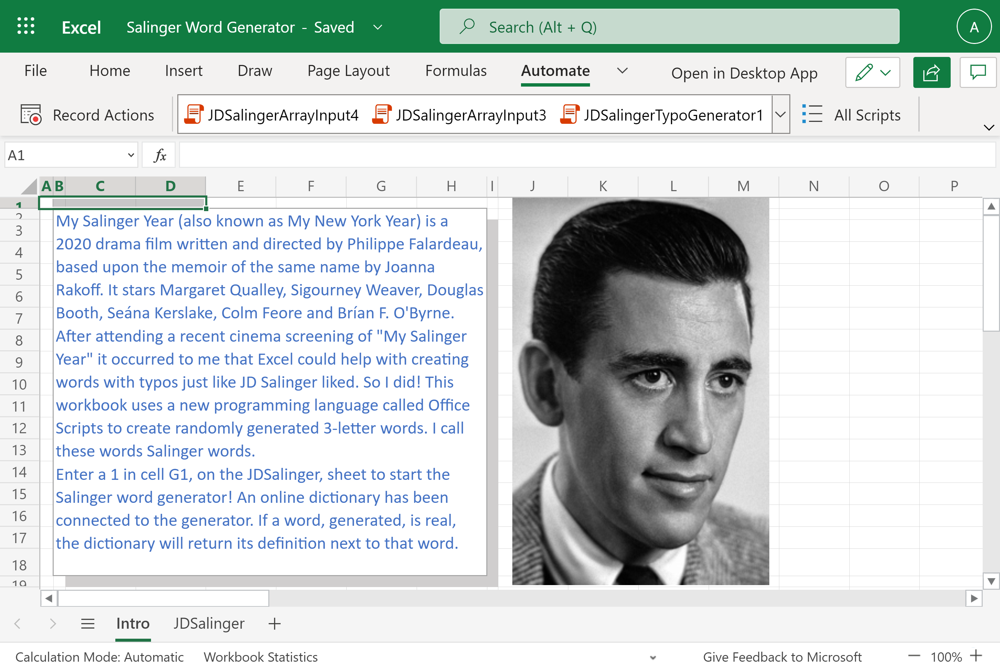 Excel Salinger Word Generator - Saved Search (Alt + Q) A
File Home Insert Draw Page Layout Formulas Automate Open in Desktop App
Record Actions JDSalingerArrayInput4 JDSalingerArrayInput3 JDSalingerTypoGenerator1 All Scripts
A1 fx
A B C D E F G H I J K L M N O P
1
2
My Salinger Year (also known as My New York Year) is a
3
2020 drama film written and directed by Philippe Falardeau,
4
based upon the memoir of the same name by Joanna
5
Rakoff. It stars Margaret Qualley, Sigourney Weaver, Douglas
6
Booth, Seána Kerslake, Colm Feore and Brían F. O'Byrne.
7
After attending a recent cinema screening of "My Salinger
8
Year" it occurred to me that Excel could help with creating
9
words with typos just like JD Salinger liked. So I did! This
10
workbook uses a new programming language called Office
11
Scripts to create randomly generated 3-letter words. I call
12
these words Salinger words.
13
Enter a 1 in cell G1, on the JDSalinger, sheet to start the
14
Salinger word generator! An online dictionary has been
15
connected to the generator. If a word, generated, is real,
16
the dictionary will return its definition next to that word.
17
18
19
Intro JDSalinger
Calculation Mode: Automatic Workbook Statistics Give Feedback to Microsoft 100%